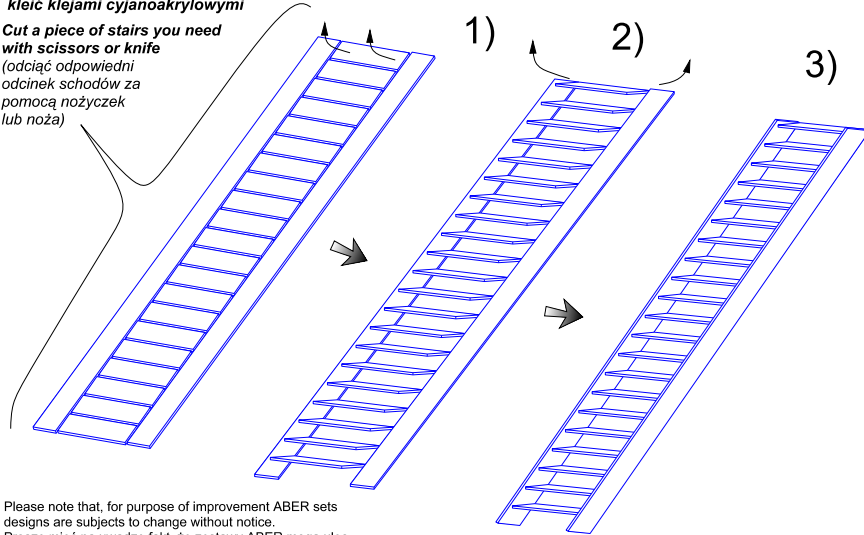 kleić klejami cyjanoakrylowymi
Cut a piece of stairs you need
with scissors or knife
(odciąć odpowiedni
odcinek schodów za
pomocą nożyczek
lub noża)
1)
2)
3)
Please note that, for purpose of improvement ABER sets
designs are subjects to change without notice.